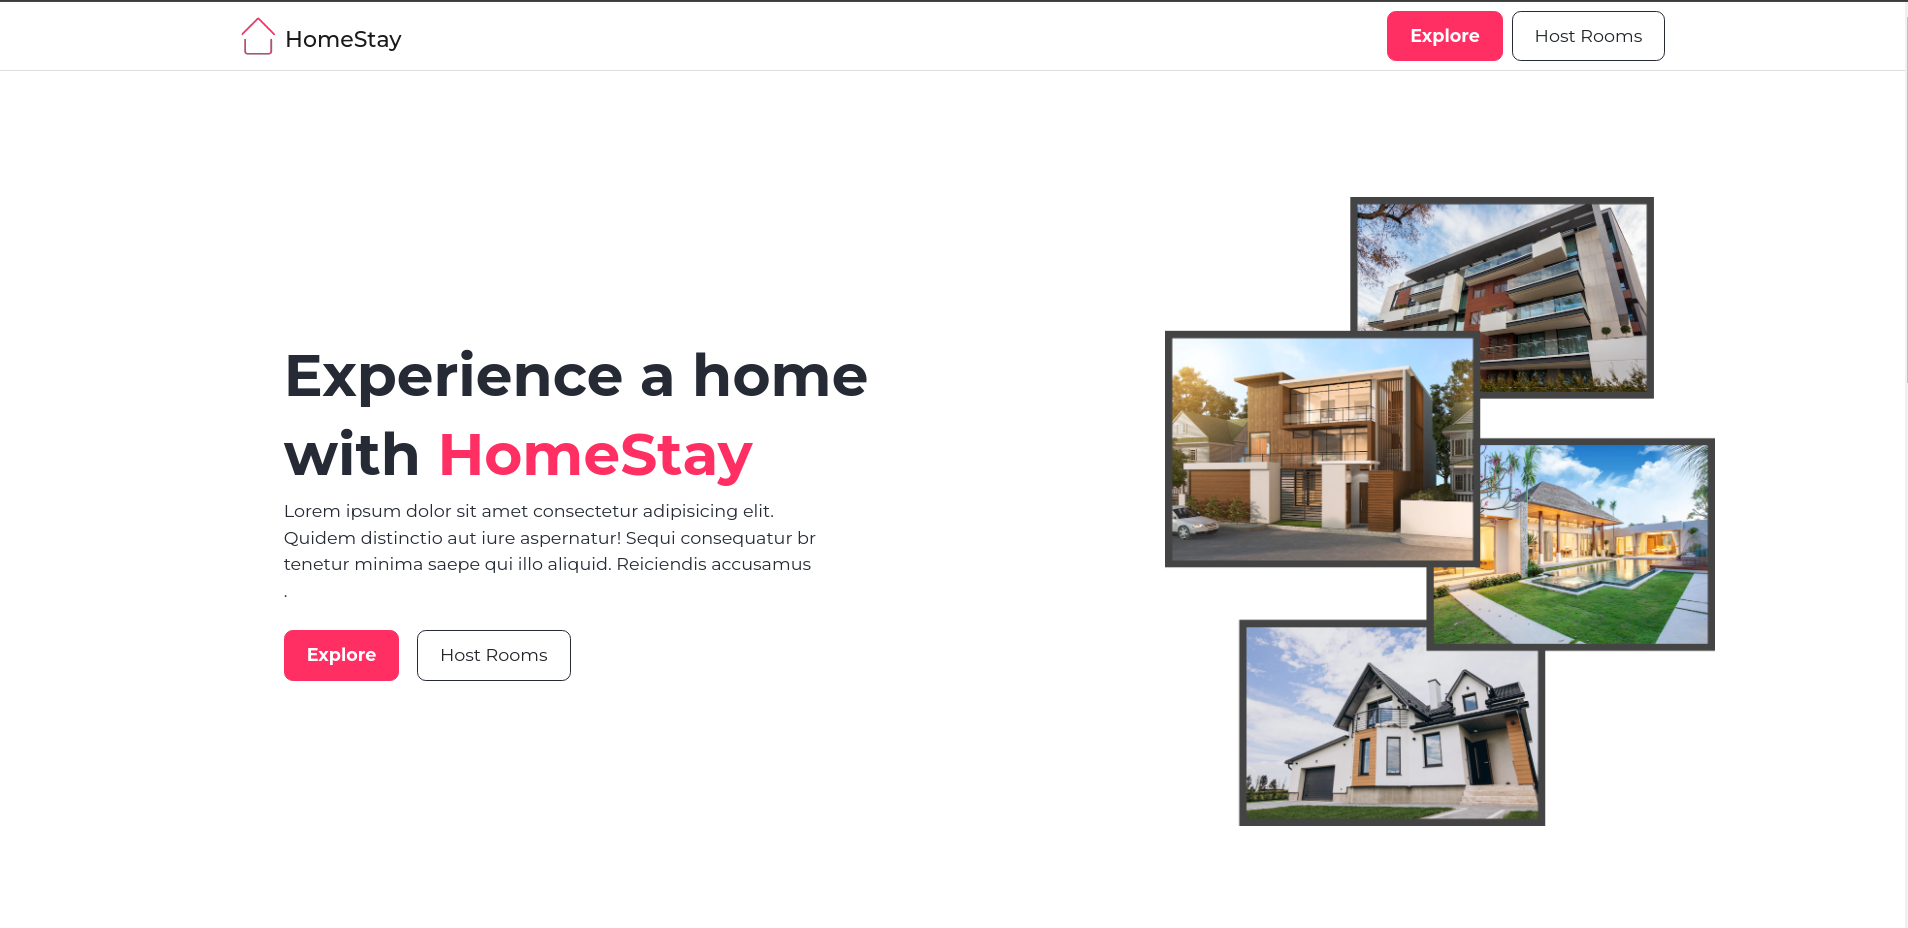 HomeStay
Explore
Host Rooms
Experience a home
with HomeStay
Lorem ipsum dolor sit amet consectetur adipisicing elit.
Quidem distinctio aut iure aspernatur! Sequi consequatur br
tenetur minima saepe qui illo aliquid. Reiciendis accusamus
.
Explore
Host Rooms